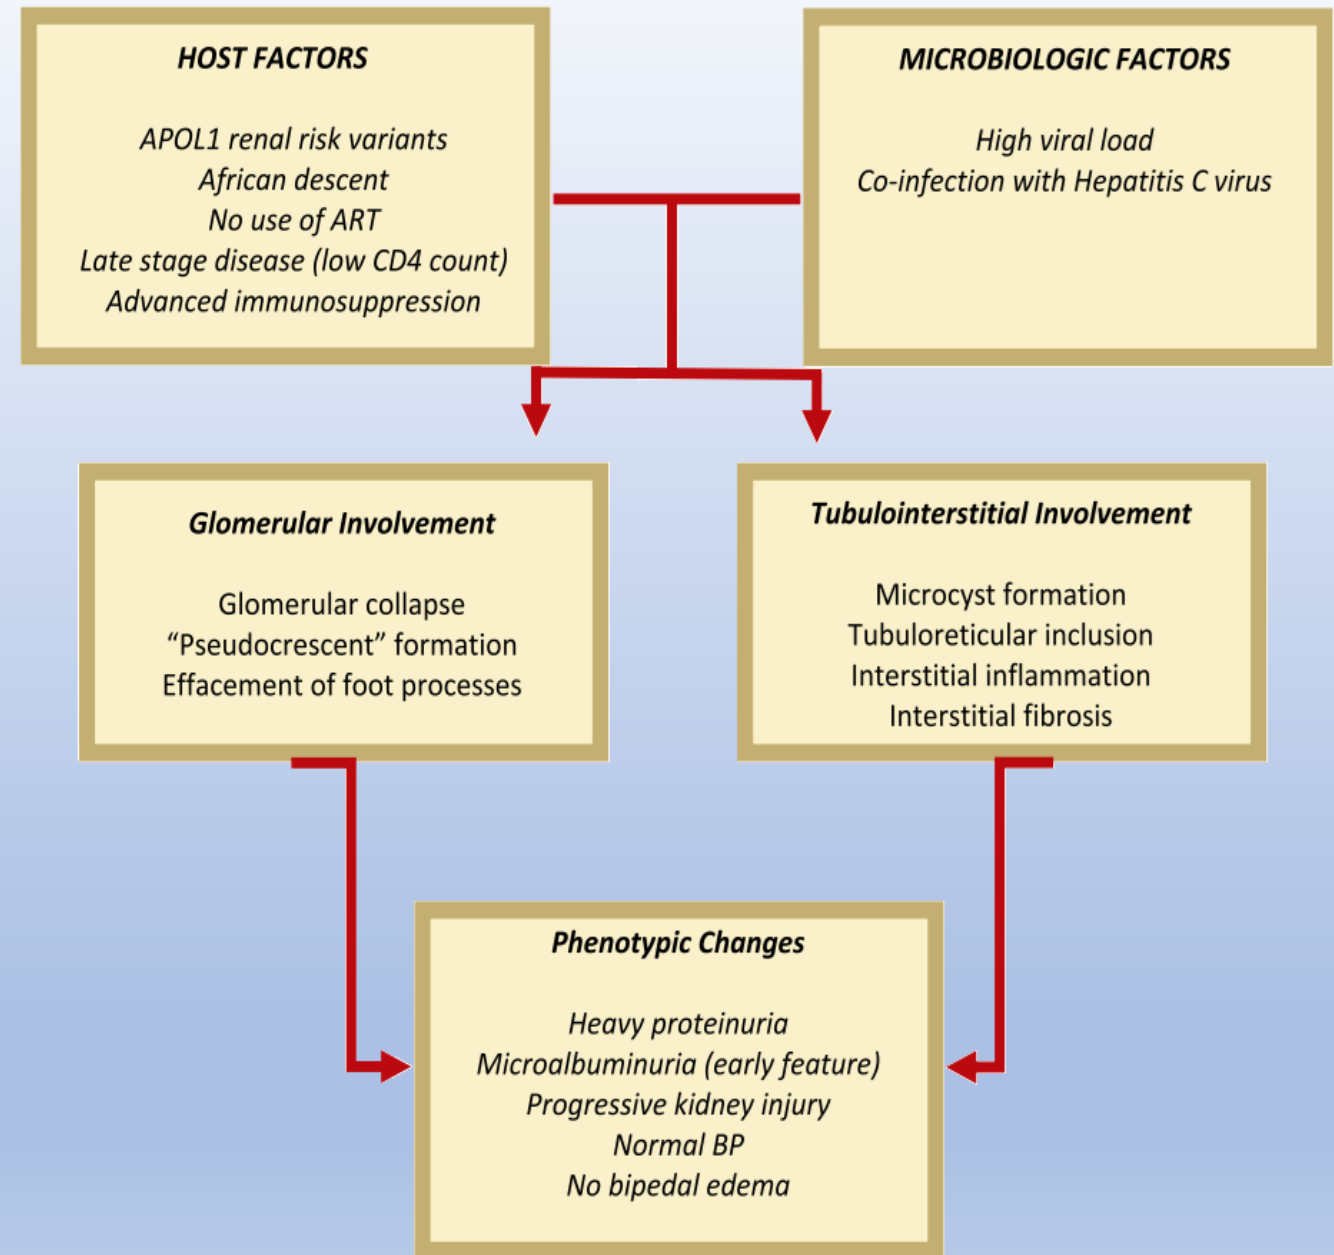 HOST FACTORS
APOL1 renal risk variants
African descent
No use of ART
Late stage disease (low CD4 count)
Advanced immunosuppression
MICROBIOLOGIC FACTORS
High viral load
Co-infection with Hepatitis C virus
Glomerular Involvement
Glomerular collapse
“Pseudocrescent” formation
Effacement of foot processes
Tubulointerstitial Involvement
Microcyst formation
Tubuloreticular inclusion
Interstitial inflammation
Interstitial fibrosis
Phenotypic Changes
Heavy proteinuria
Microalbuminuria (early feature)
Progressive kidney injury
Normal BP
No bipedal edema